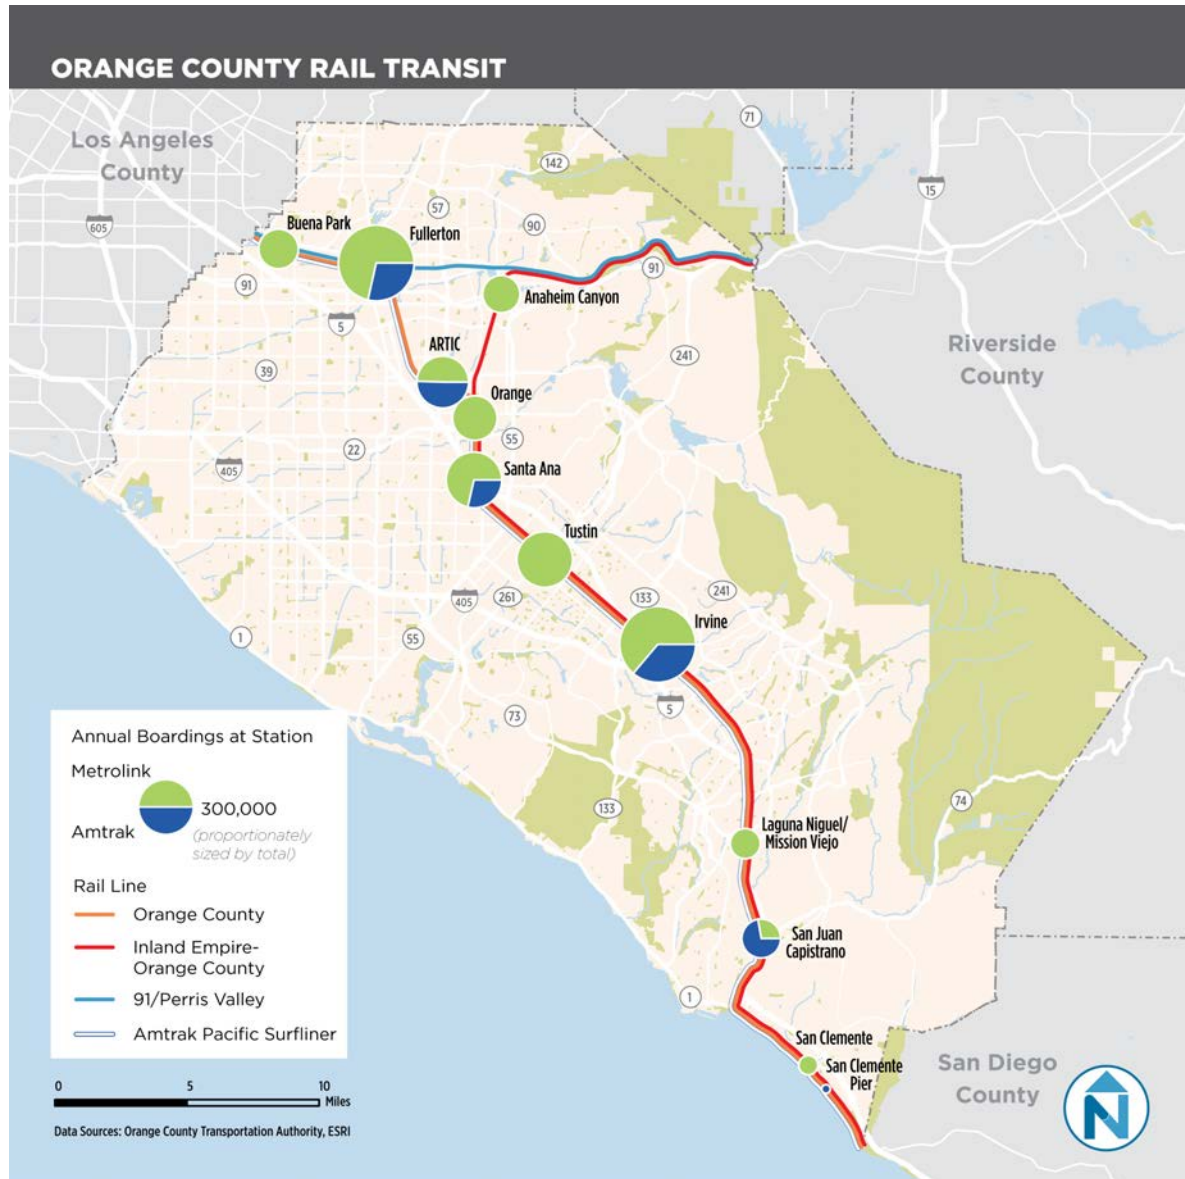 ORANGE COUNTY RAIL TRANSIT
Los Angeles
County
71
142
15
605
57
90
Buena Park
Fullerton
91
91
Anaheim Canyon
5
ARTIC
241
Riverside
County
39
Orange
55
22
405
Santa Ana
Tustin
405
261
133
241
Irvine
1
55
5
73
133
74
Laguna Niguel/
Mission Viejo
San Juan
Capistrano
1
San Clemente
San Clemente
Pier
San Diego
County
N
Annual Boardings at Station
Metrolink
300,000
Amtrak
(proportionately
sized by total)
Rail Line
Orange County
Inland Empire-
Orange County
91/Perris Valley
Amtrak Pacific Surfliner
0 5 10
Miles
Data Sources: Orange County Transportation Authority, ESRI